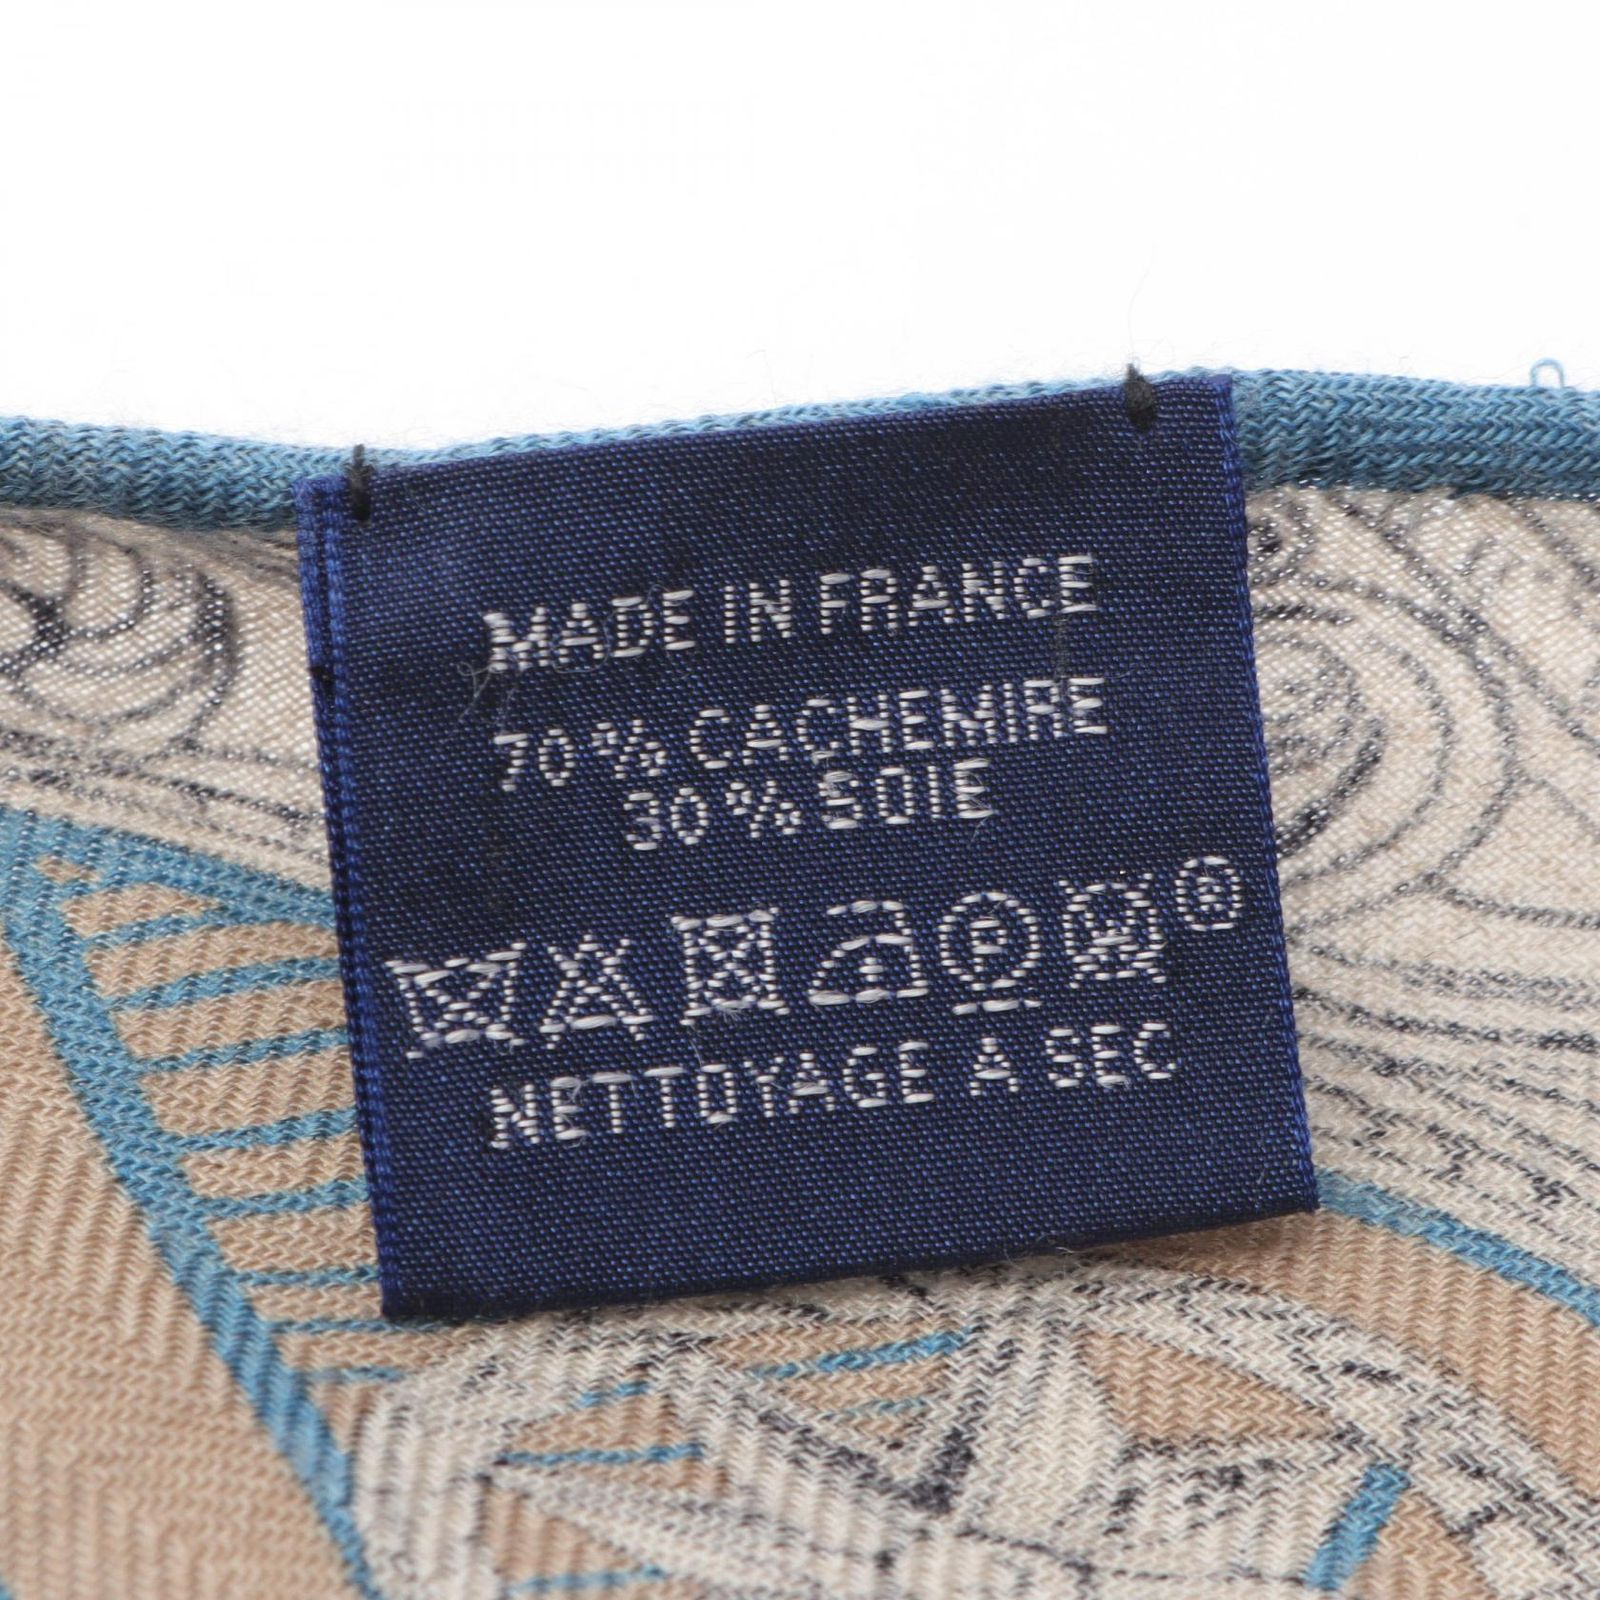 MADE IN FRANCE
70% CACHEMIRE
30% SOIE
P ®
NETTOYAGE A SEC